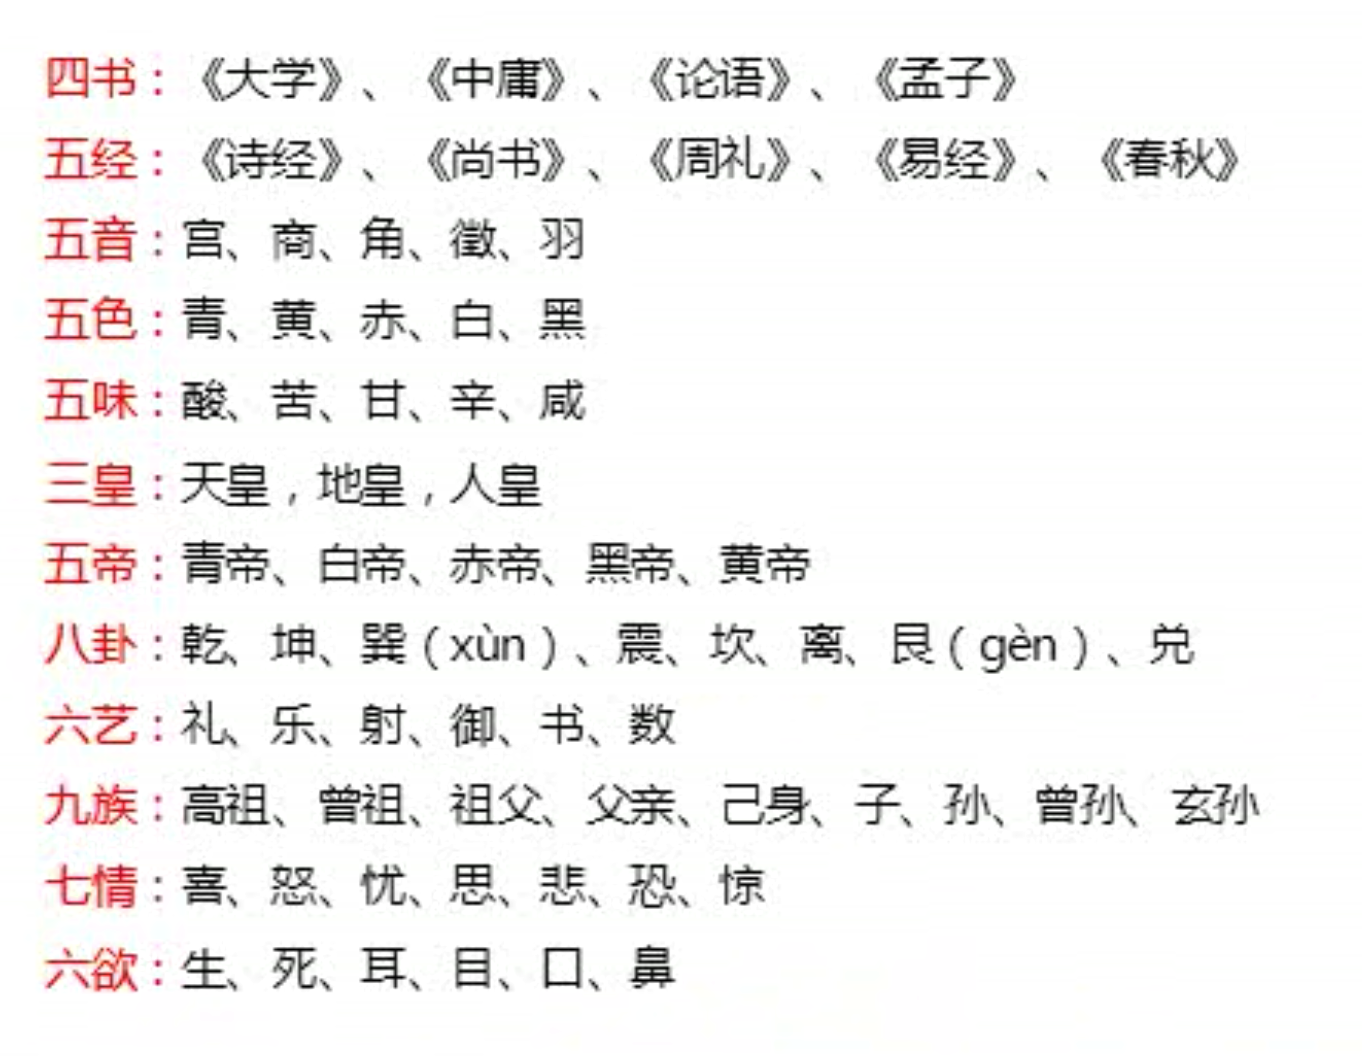 四书：《大学》、《中庸》、《论语》、《孟子》
五经：《诗经》、《尚书》、《周礼》、《易经》、《春秋》
五音：宫、商、角、徵、羽
五色：青、黄、赤、白、黑
五味：酸、苦、甘、辛、咸
三皇：天皇，地皇，人皇
五帝：青帝、白帝、赤帝、黑帝、黄帝
八卦：乾、坤、巽（xùn）、震、坎、离、艮（gèn）、兑
六艺：礼、乐、射、御、书、数
九族：高祖、曾祖、祖父、父亲、己身、子、孙、曾孙、玄孙
七情：喜、怒、忧、思、悲、恐、惊
六欲：生、死、耳、目、口、鼻